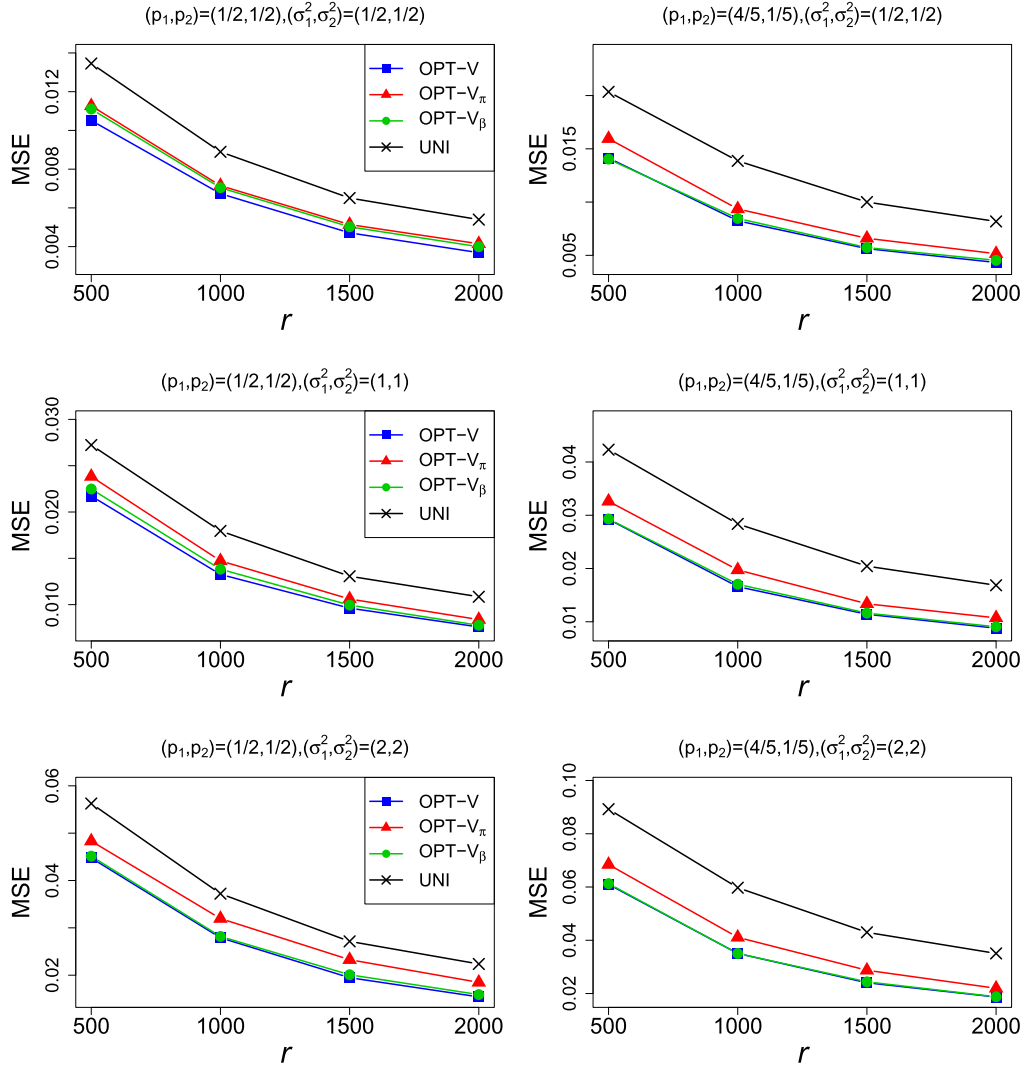 (p₁,p₂)=(1/2,1/2),(σ₁²,σ₂²)=(1/2,1/2)
MSE
0.012
0.008
0.004
OPT−V
OPT−Vπ
OPT−Vβ
UNI
500 1000 1500 2000
r
(p₁,p₂)=(4/5,1/5),(σ₁²,σ₂²)=(1/2,1/2)
MSE
0.015
0.005
500 1000 1500 2000
r
(p₁,p₂)=(1/2,1/2),(σ₁²,σ₂²)=(1,1)
MSE
0.030
0.020
0.010
OPT−V
OPT−Vπ
OPT−Vβ
UNI
500 1000 1500 2000
r
(p₁,p₂)=(4/5,1/5),(σ₁²,σ₂²)=(1,1)
MSE
0.04
0.03
0.02
0.01
500 1000 1500 2000
r
(p₁,p₂)=(1/2,1/2),(σ₁²,σ₂²)=(2,2)
MSE
0.06
0.04
0.02
OPT−V
OPT−Vπ
OPT−Vβ
UNI
500 1000 1500 2000
r
(p₁,p₂)=(4/5,1/5),(σ₁²,σ₂²)=(2,2)
MSE
0.10
0.08
0.06
0.04
0.02
500 1000 1500 2000
r